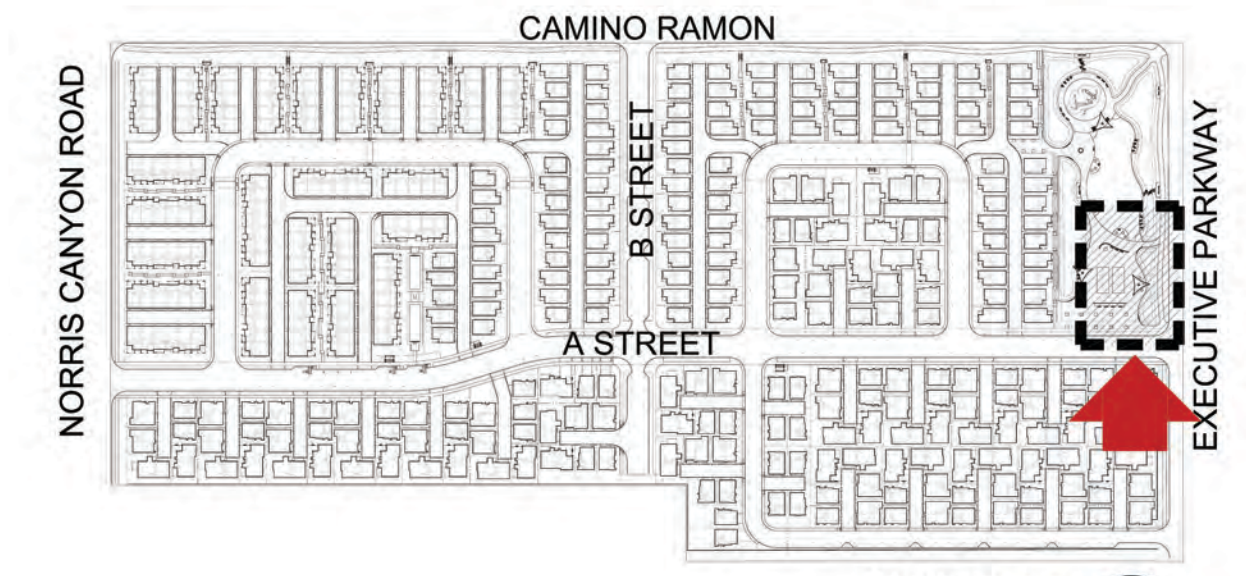 CAMINO RAMON
NORRIS CANYON ROAD
B STREET
EXECUTIVE PARKWAY
A STREET